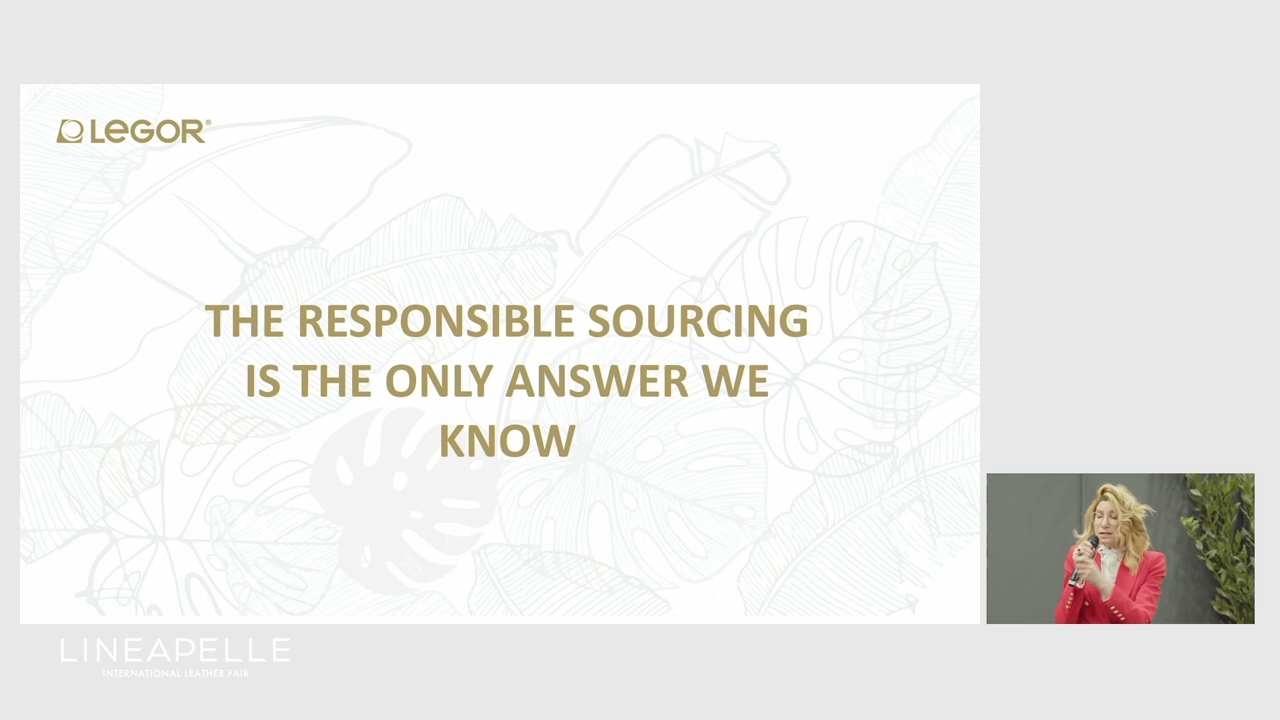 LEGOR®
THE RESPONSIBLE SOURCING
IS THE ONLY ANSWER WE
KNOW
LINEAPELLE
INTERNATIONAL LEATHER FAIR